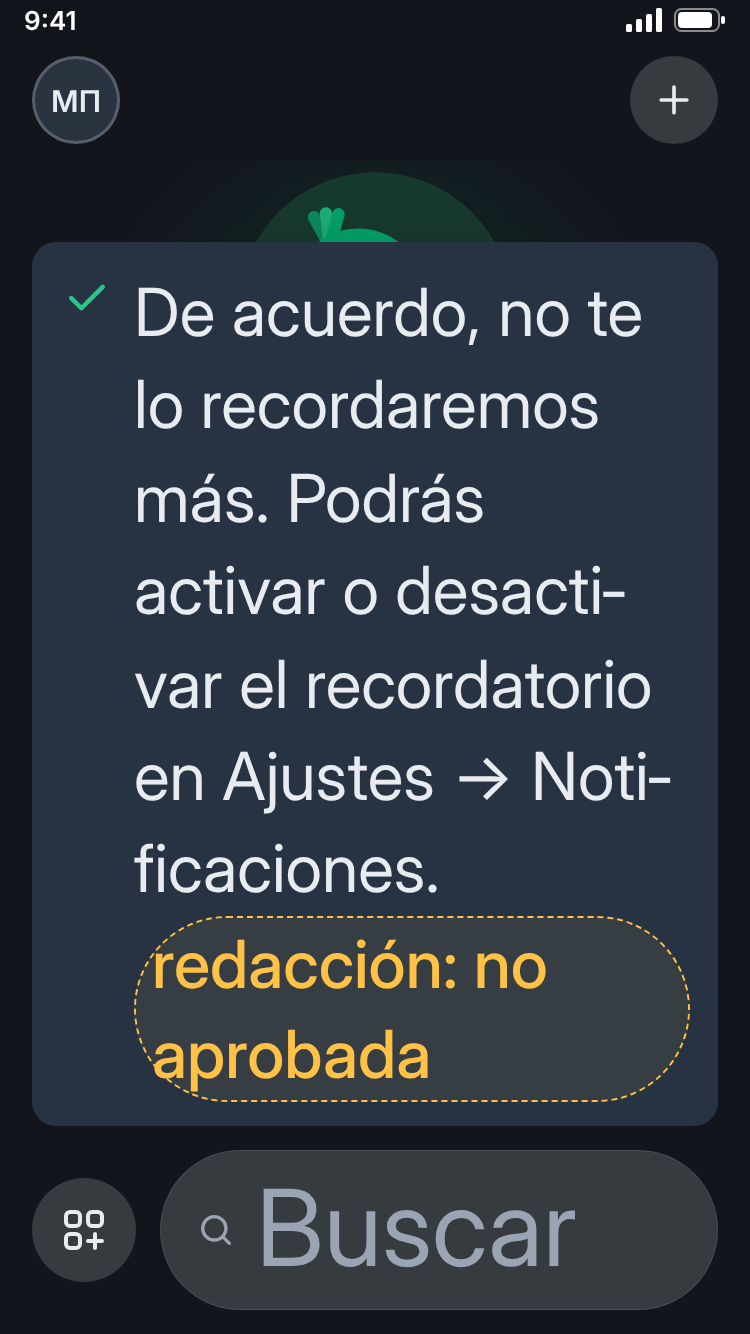 9:41
МП
De acuerdo, no te
lo recordaremos
más. Podrás
activar o desacti-
var el recordatorio
en Ajustes → Noti-
ficaciones.
redacción: no
aprobada
Buscar